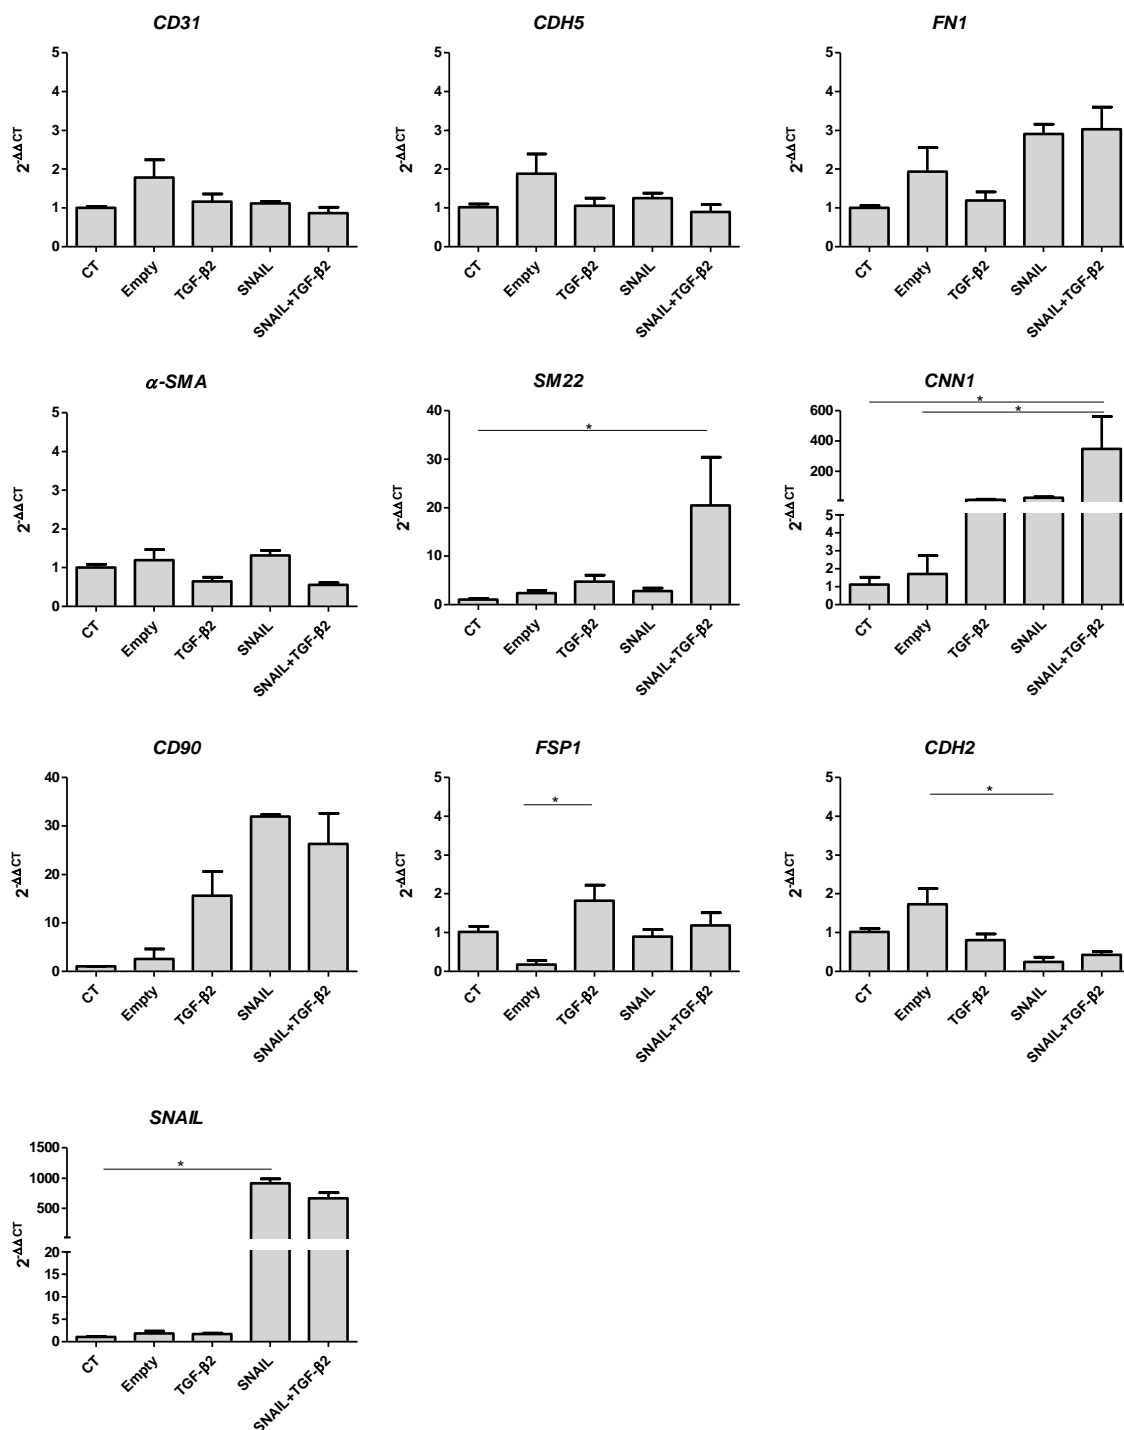 CD31
5
4
3
2
1
0
2-ΔΔCT
CT
Empty
TGF-β2
SNAIL
SNAIL+TGF-β2
CDH5
5
4
3
2
1
0
2-ΔΔCT
CT
Empty
TGF-β2
SNAIL
SNAIL+TGF-β2
FN1
5
4
3
2
1
0
2-ΔΔCT
CT
Empty
TGF-β2
SNAIL
SNAIL+TGF-β2
α-SMA
5
4
3
2
1
0
2-ΔΔCT
CT
Empty
TGF-β2
SNAIL
SNAIL+TGF-β2
SM22
40
30
20
10
0
2-ΔΔCT
*
CT
Empty
TGF-β2
SNAIL
SNAIL+TGF-β2
CNN1
*
*
600
400
200
5
4
3
2
1
0
2-ΔΔCT
CT
Empty
TGF-β2
SNAIL
SNAIL+TGF-β2
CD90
40
30
20
10
0
2-ΔΔCT
CT
Empty
TGF-β2
SNAIL
SNAIL+TGF-β2
FSP1
5
4
3
2
1
0
2-ΔΔCT
*
CT
Empty
TGF-β2
SNAIL
SNAIL+TGF-β2
CDH2
5
4
3
2
1
0
2-ΔΔCT
*
CT
Empty
TGF-β2
SNAIL
SNAIL+TGF-β2
SNAIL
1500
1000
500
20
15
10
5
0
2-ΔΔCT
*
CT
Empty
TGF-β2
SNAIL
SNAIL+TGF-β2